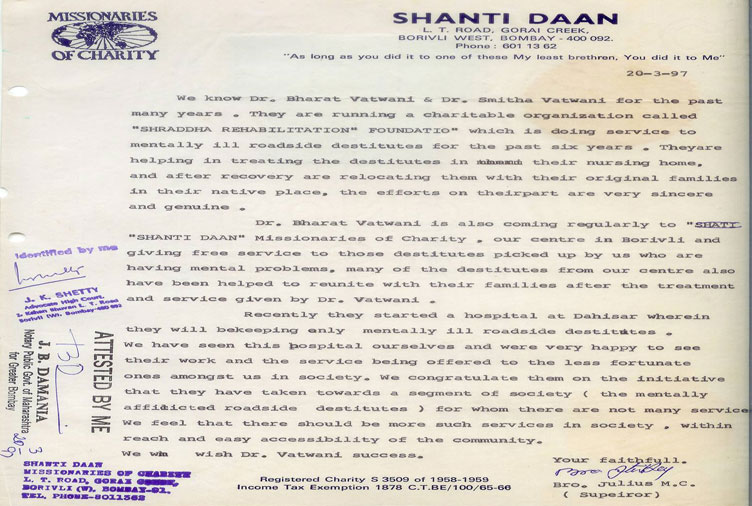 MISSIONARIES
OF CHARITY
SHANTI DAAN
L. T. ROAD, GORAI CREEK,
BORIVLI WEST, BOMBAY - 400 092.
Phone : 601 13 62
"As long as you did it to one of these My least brethren, You did it to Me"
20-3-97
We know Dr. Bharat Vatwani & Dr. Smitha Vatwani for the past
many years . They are running a charitable organization called
"SHRADDHA REHABILITATION" FOUNDATIO" which is doing service to
mentally ill roadside destitutes for the past six years . Theyare
helping in treating the destitutes in their nursing home,
and after recovery are relocating them with their original families
in their native place, the efforts on theirpart are very sincere
and genuine .
Dr. Bharat Vatwani is also coming regularly to "SHATI
"SHANTI DAAN" Missionaries of Charity , our centre in Borivli and
giving free service to those destitutes picked up by us who are
having mental problems, many of the destitutes from our centre also
have been helped to reunite with their families after the treatment
and service given by Dr. Vatwani .
Recently they started a hospital at Dahisar wherein
they will bekeeping only mentally ill roadside destitutes .
We have seen this hospital ourselves and were very happy to see
their work and the service being offered to the less fortunate
ones amongst us in society. We congratulate them on the initiative
that they have taken towards a segment of society ( the mentally
afficicted roadside destitutes ) for whom there are not many service
We feel that there should be more such services in society , within
reach and easy accessibility of the community.
We wish Dr. Vatwani success.
Your faithfull.
Bro. Julius M.C.
( Supeiror)
Identified by me
J. K. SHETTY
Advocate High Court,
Borivli (W). Bombay-400 092
ATTESTED BY ME
J. B. DAMANIA
Notary Public Govt. of Maharashtra
for Greater Bombay
SHANTI DAAN
MISSIONARIES OF CHARITY
L. T. ROAD, GORAI CREEK,
BORIVLI (W), BOMBAY-91.
TEL. PHONE-8011362
Registered Charity S 3509 of 1958-1959
Income Tax Exemption 1878 C.T.BE/100/65-66